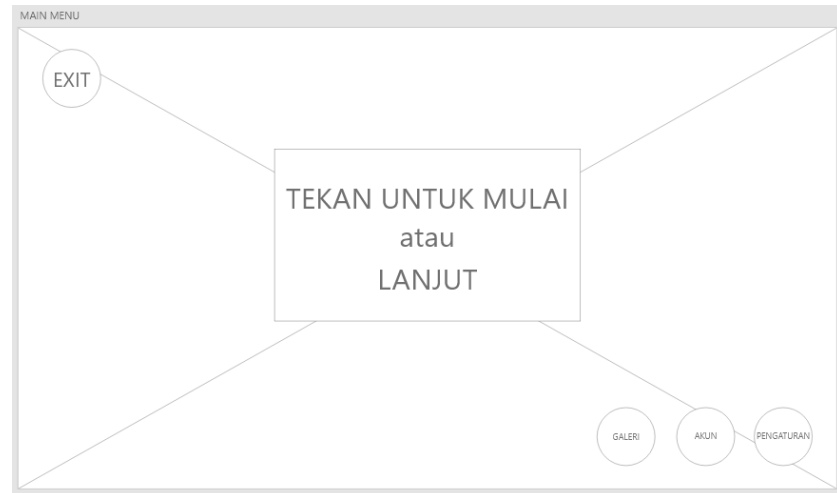 MAIN MENU
EXIT
TEKAN UNTUK MULAI
atau
LANJUT
GALERI
AKUN
PENGATURAN